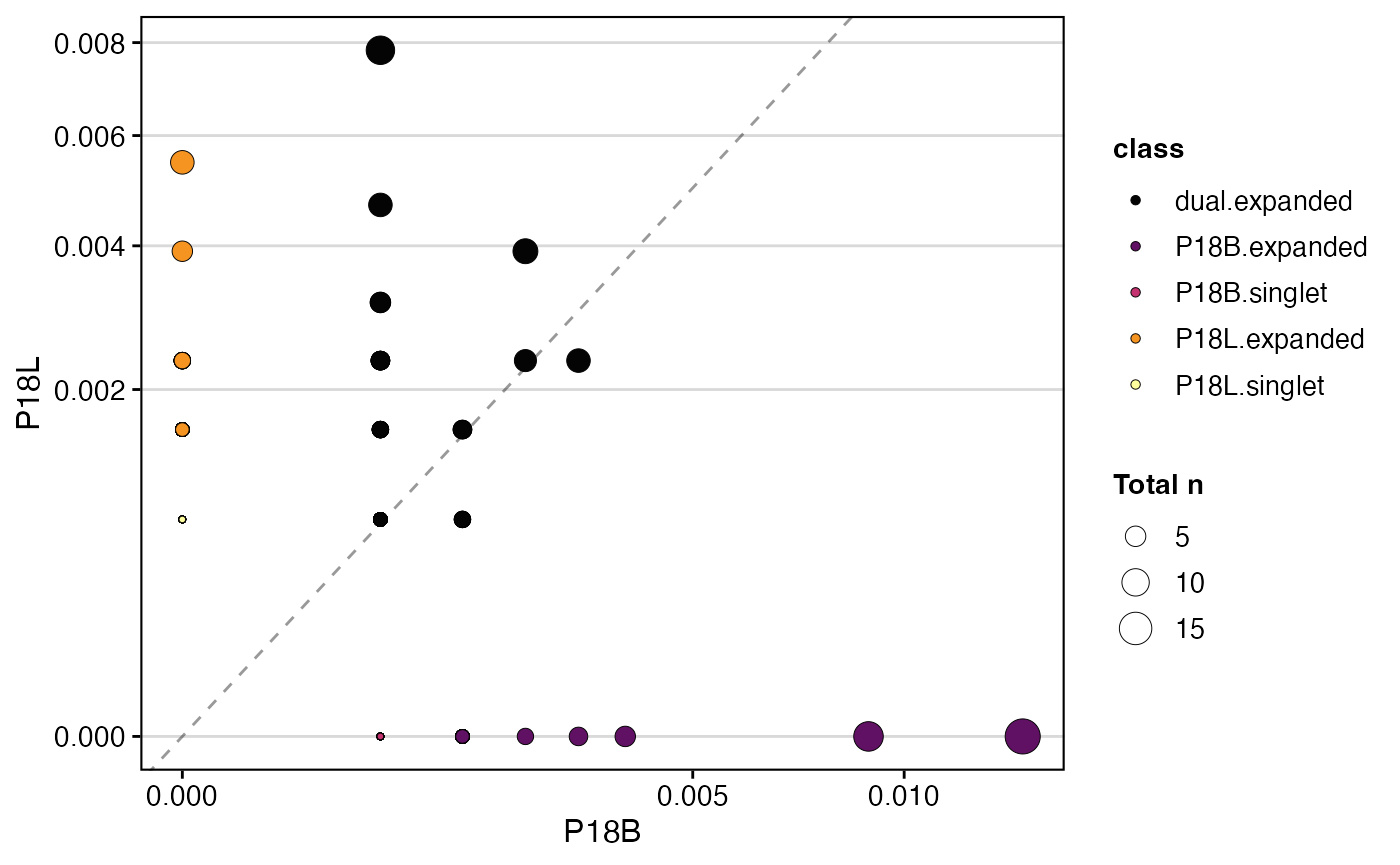 0.008
0.006
0.004
0.002
0.000
P18L
0.000
0.005
0.010
P18B
class
dual.expanded
P18B.expanded
P18B.singlet
P18L.expanded
P18L.singlet
Total n
5
10
15